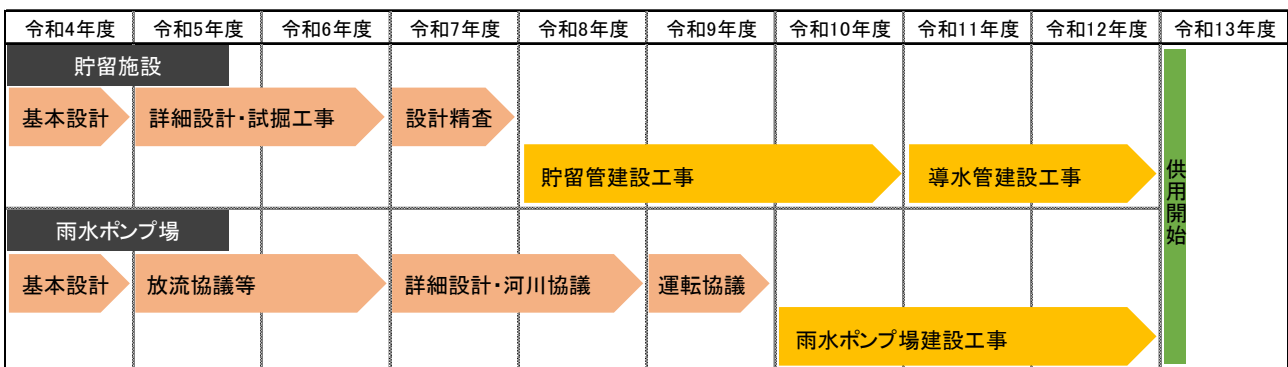 令和4年度 令和5年度 令和6年度 令和7年度 令和8年度 令和9年度 令和10年度 令和11年度 令和12年度 令和13年度
貯留施設
基本設計 詳細設計・試掘工事 設計精査
貯留管建設工事 導水管建設工事
供用開始
雨水ポンプ場
基本設計 放流協議等 詳細設計・河川協議 運転協議
雨水ポンプ場建設工事